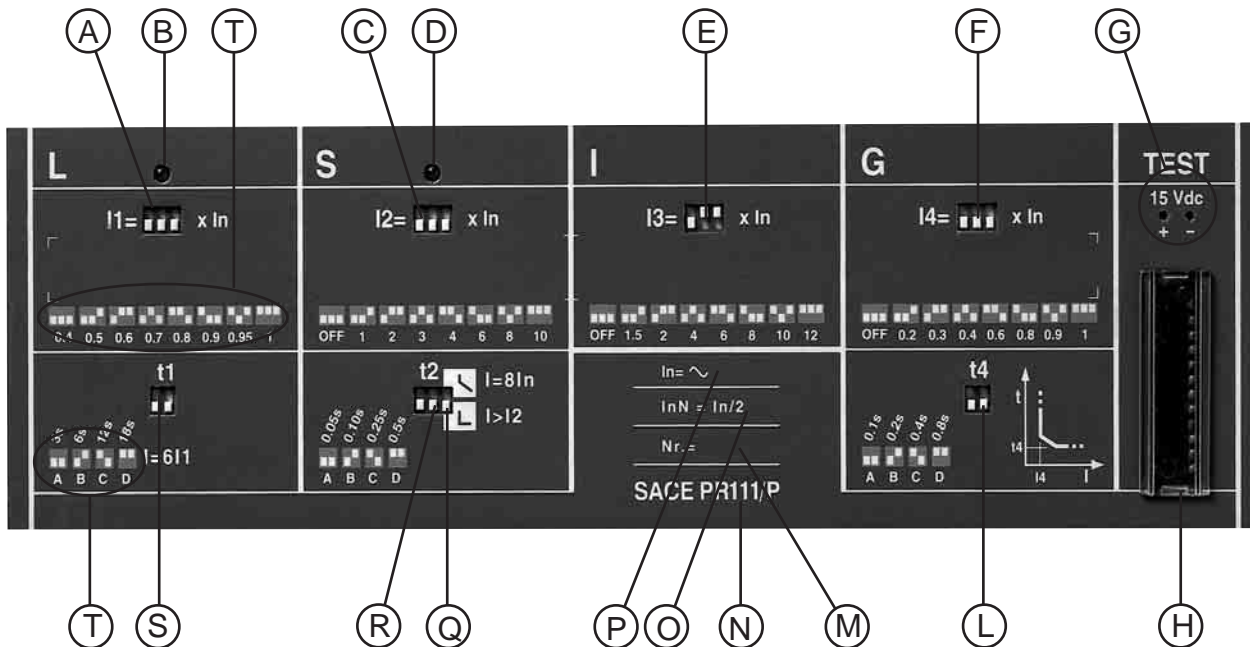 A B T C D E F G
L S I G TEST
15 Vdc
+ -
I1= x In I2= x In I3= x In I4= x In
0.4 0.5 0.6 0.7 0.8 0.9 0.95 1
OFF 1 2 3 4 6 8 10
OFF 1.5 2 4 6 8 10 12
OFF 0.2 0.3 0.4 0.6 0.8 0.9 1
t1
3s 6s 12s 18s
I=6I1
A B C D
t2
I=8In
I>I2
0.05s 0.10s 0.25s 0.5s
A B C D
In= ∿
InN = In/2
Nr.=
SACE PR111/P
t4
0.1s 0.2s 0.4s 0.8s
A B C D
t
t4
I4 I
T S R Q P O N M L H